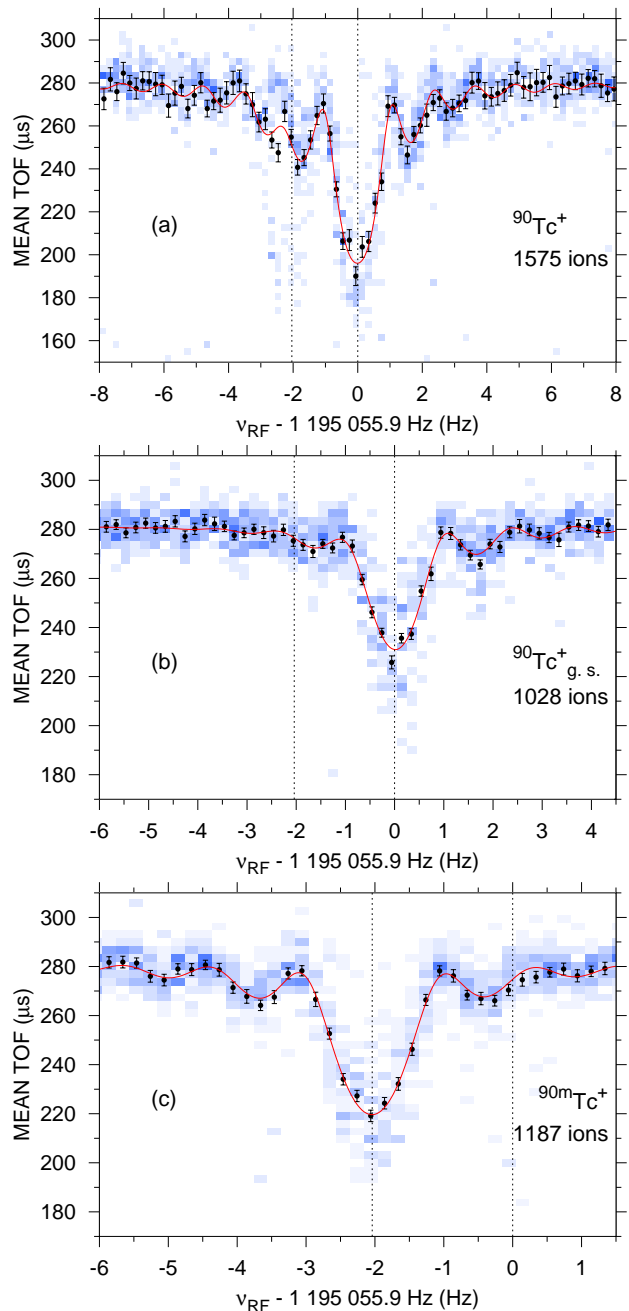 300
280
260
240
220
200
180
160
MEAN TOF (µs)
(a)
⁹⁰Tc⁺
1575 ions
-8 -6 -4 -2 0 2 4 6 8
νRF - 1 195 055.9 Hz (Hz)
300
280
260
240
220
200
180
MEAN TOF (µs)
(b)
⁹⁰Tc⁺g. s.
1028 ions
-6 -5 -4 -3 -2 -1 0 1 2 3 4
νRF - 1 195 055.9 Hz (Hz)
300
280
260
240
220
200
180
MEAN TOF (µs)
(c)
⁹⁰ᵐTc⁺
1187 ions
-6 -5 -4 -3 -2 -1 0 1
νRF - 1 195 055.9 Hz (Hz)